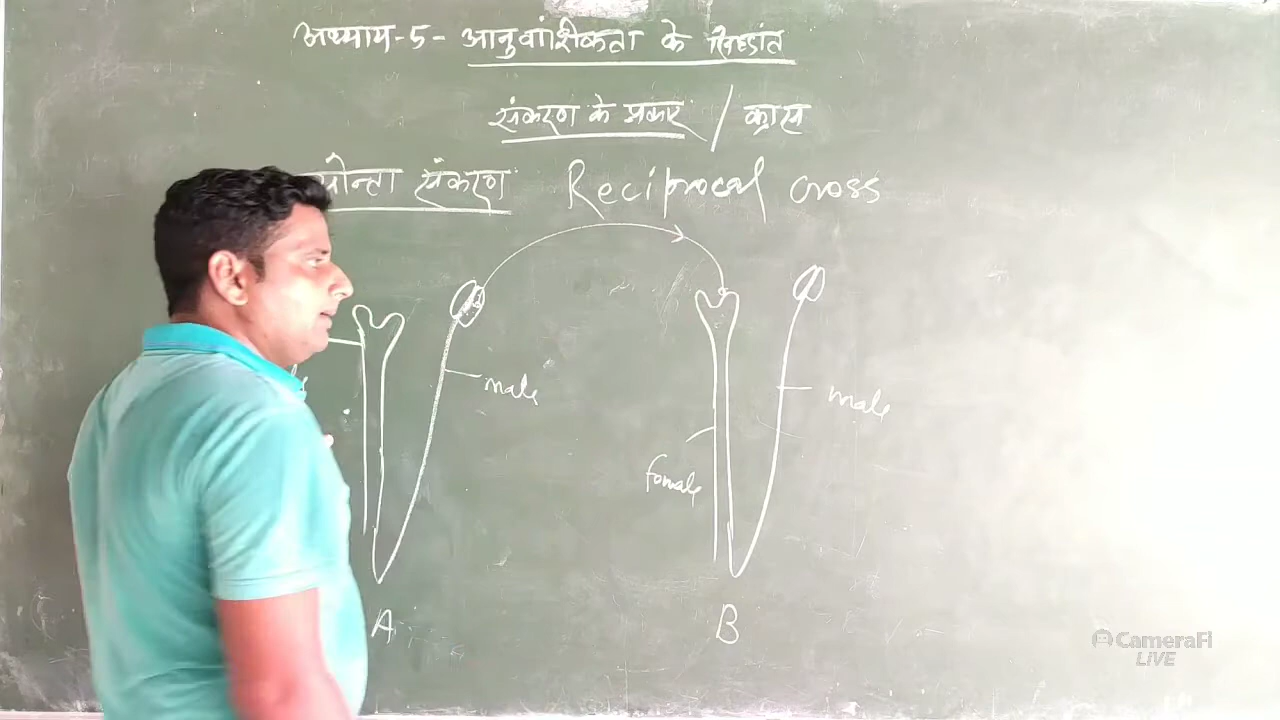 अध्याय-5- आनुवांशिकता के सिध्दांत
संकरण के प्रकार / क्रास
संकरण Reciprocal cross
male
male
Female
A
B
CameraFi
LiVE